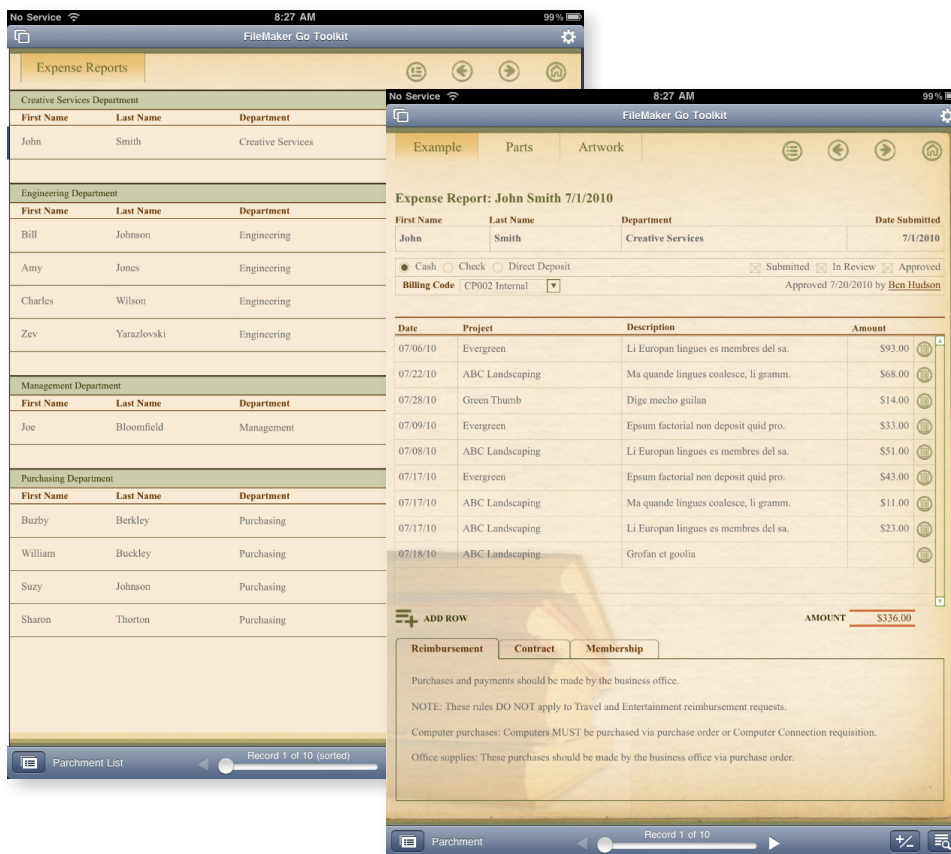 No Service 8:27 AM 99%
FileMaker Go Toolkit
Expense Reports
Creative Services Department
First Name Last Name Department
John Smith Creative Services
Engineering Department
First Name Last Name Department
Bill Johnson Engineering
Amy Jones Engineering
Charles Wilson Engineering
Zev Yarazlovski Engineering
Management Department
First Name Last Name Department
Joe Bloomfield Management
Purchasing Department
First Name Last Name Department
Buzby Berkley Purchasing
William Buckley Purchasing
Suzy Johnson Purchasing
Sharon Thorton Purchasing
Parchment List Record 1 of 10 (sorted)
No Service 8:27 AM 99%
FileMaker Go Toolkit
Example Parts Artwork
Expense Report: John Smith 7/1/2010
First Name Last Name Department Date Submitted
John Smith Creative Services 7/1/2010
Cash Check Direct Deposit Submitted In Review Approved
Billing Code CP002 Internal Approved 7/20/2010 by Ben Hudson
Date Project Description Amount
07/06/10 Evergreen Li Europan lingues es membres del sa. $93.00
07/22/10 ABC Landscaping Ma quande lingues coalesce, li gramm. $68.00
07/28/10 Green Thumb Dige mecho guilan $14.00
07/09/10 Evergreen Epsum factorial non deposit quid pro. $33.00
07/08/10 ABC Landscaping Li Europan lingues es membres del sa. $51.00
07/17/10 Evergreen Epsum factorial non deposit quid pro. $43.00
07/17/10 ABC Landscaping Ma quande lingues coalesce, li gramm. $11.00
07/17/10 ABC Landscaping Li Europan lingues es membres del sa. $23.00
07/18/10 ABC Landscaping Grofan et goolia
ADD ROW AMOUNT $336.00
Reimbursement Contract Membership
Purchases and payments should be made by the business office.
NOTE: These rules DO NOT apply to Travel and Entertainment reimbursement requests.
Computer purchases: Computers MUST be purchased via purchase order or Computer Connection requisition.
Office supplies: These purchases should be made by the business office via purchase order.
Parchment Record 1 of 10